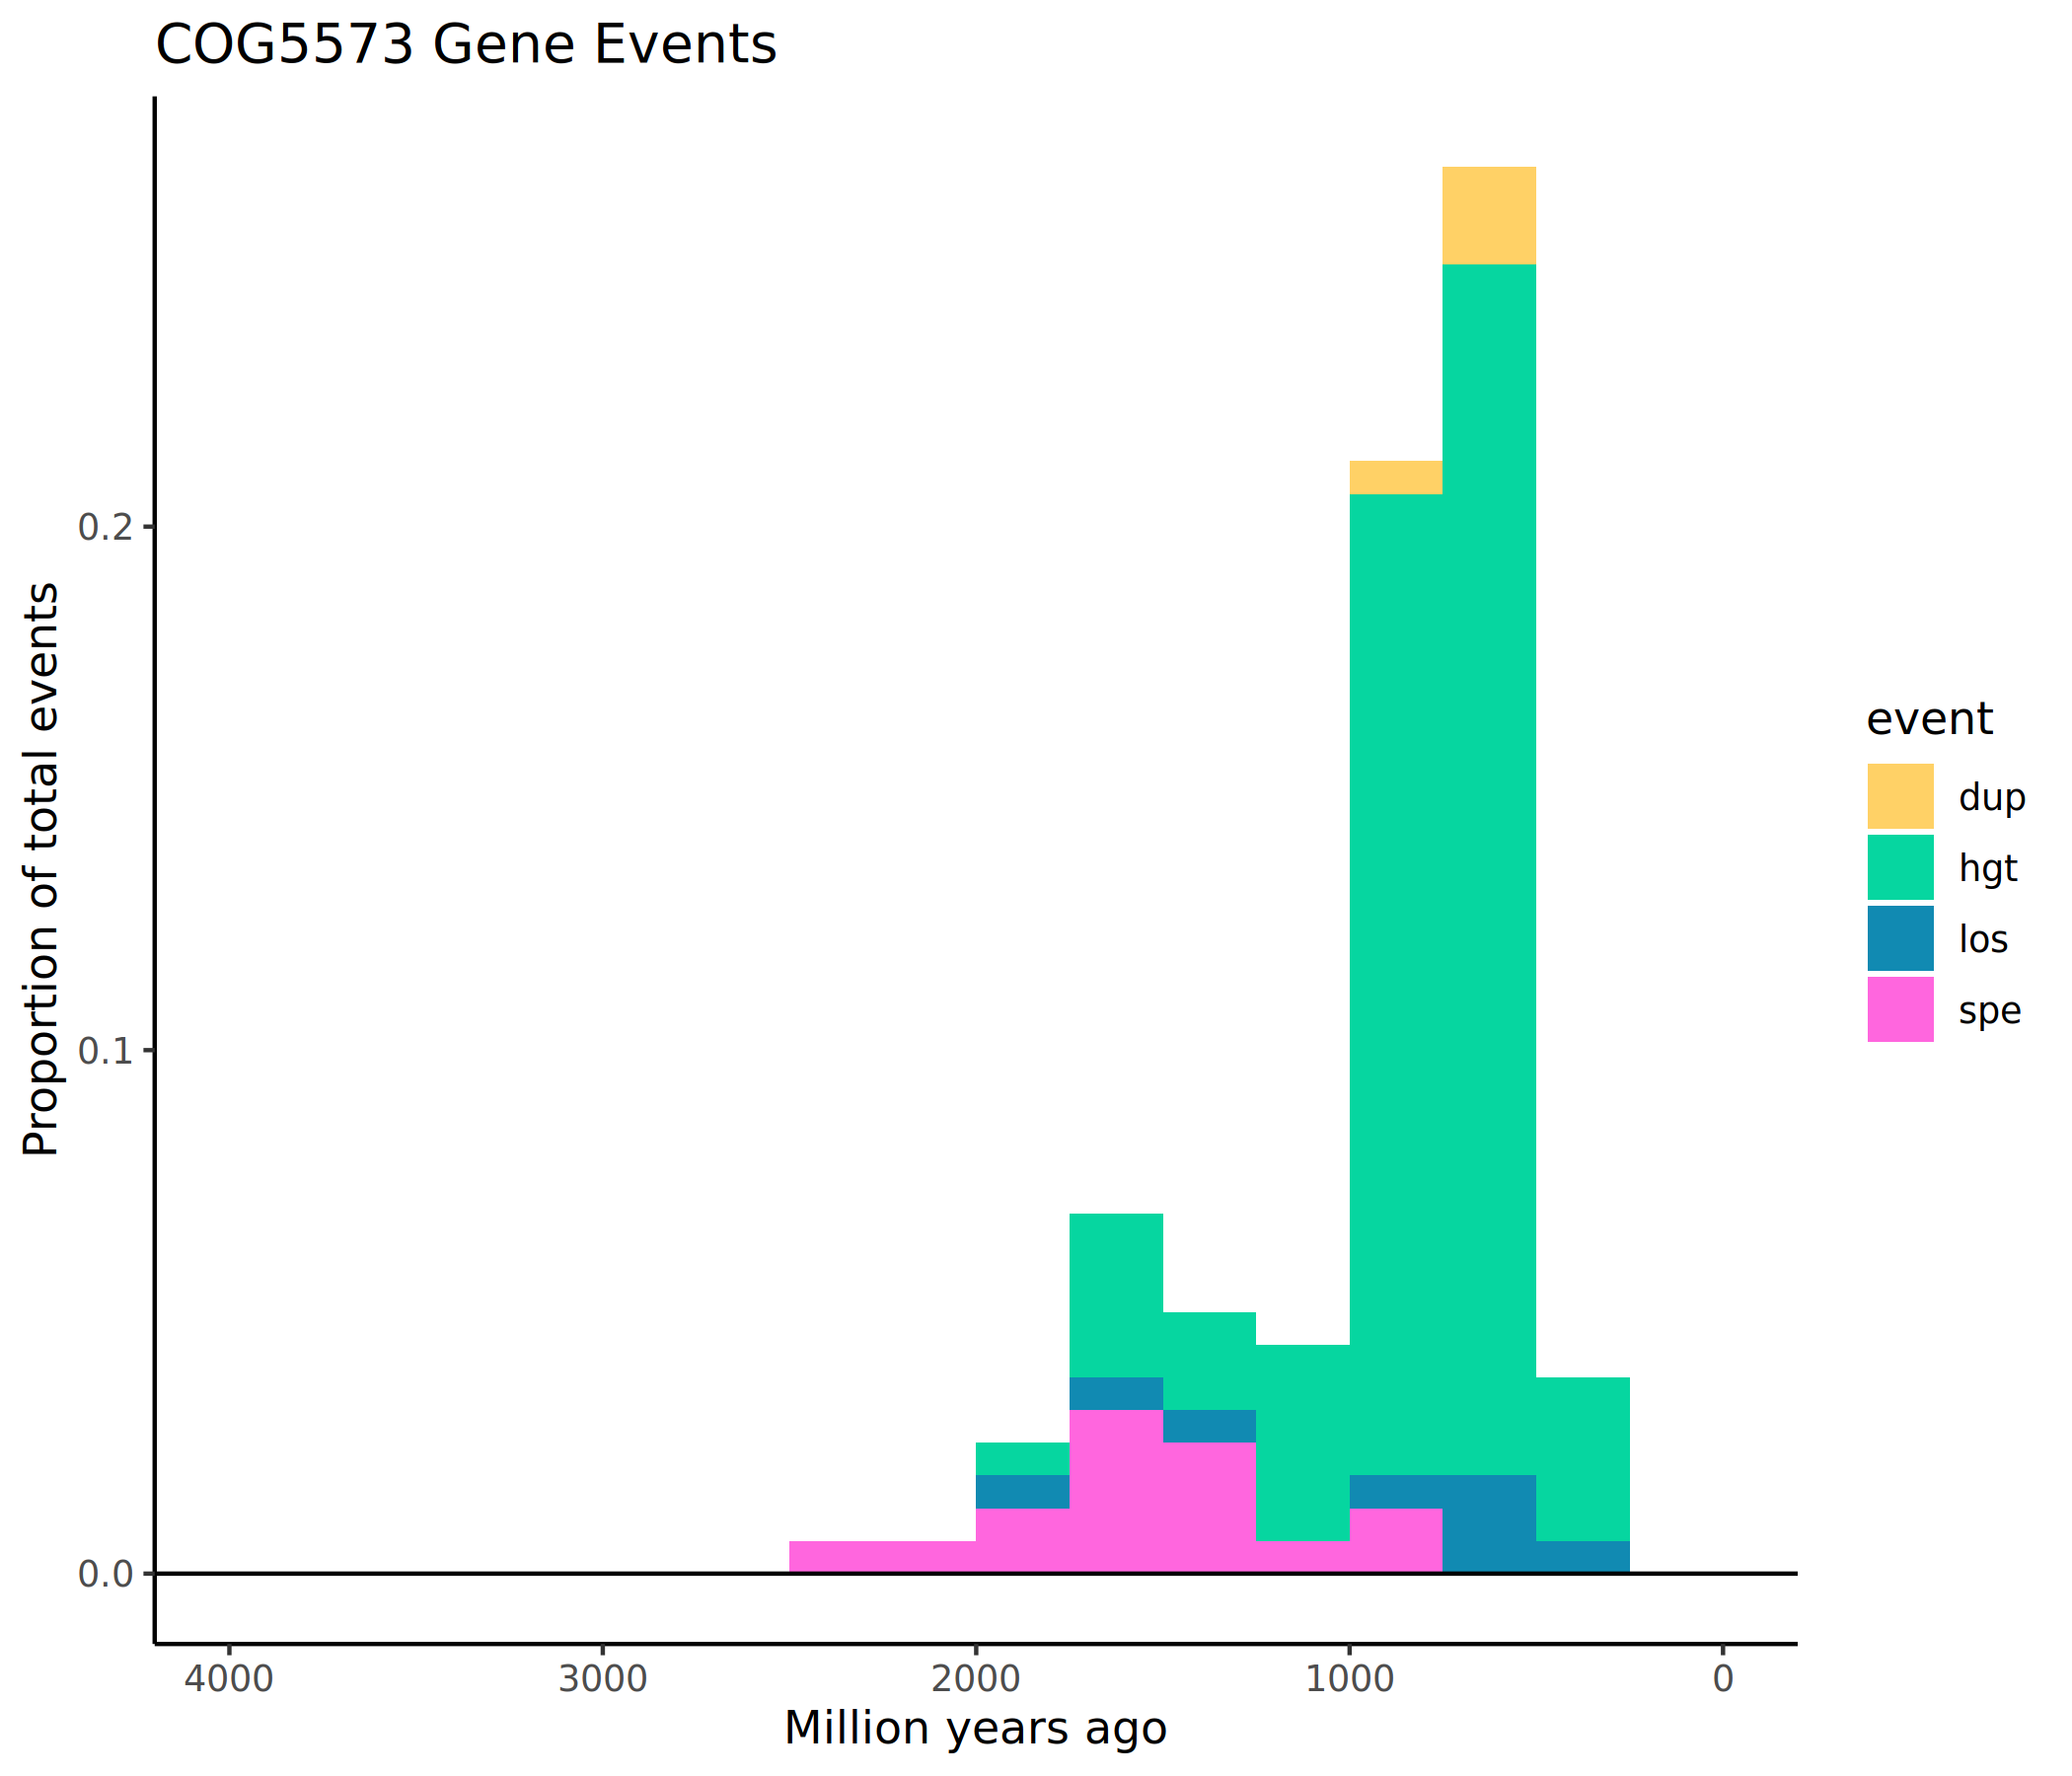 COG5573 Gene Events
Proportion of total events
0.2
0.1
0.0
4000 3000 2000 1000 0
Million years ago
event
dup
hgt
los
spe